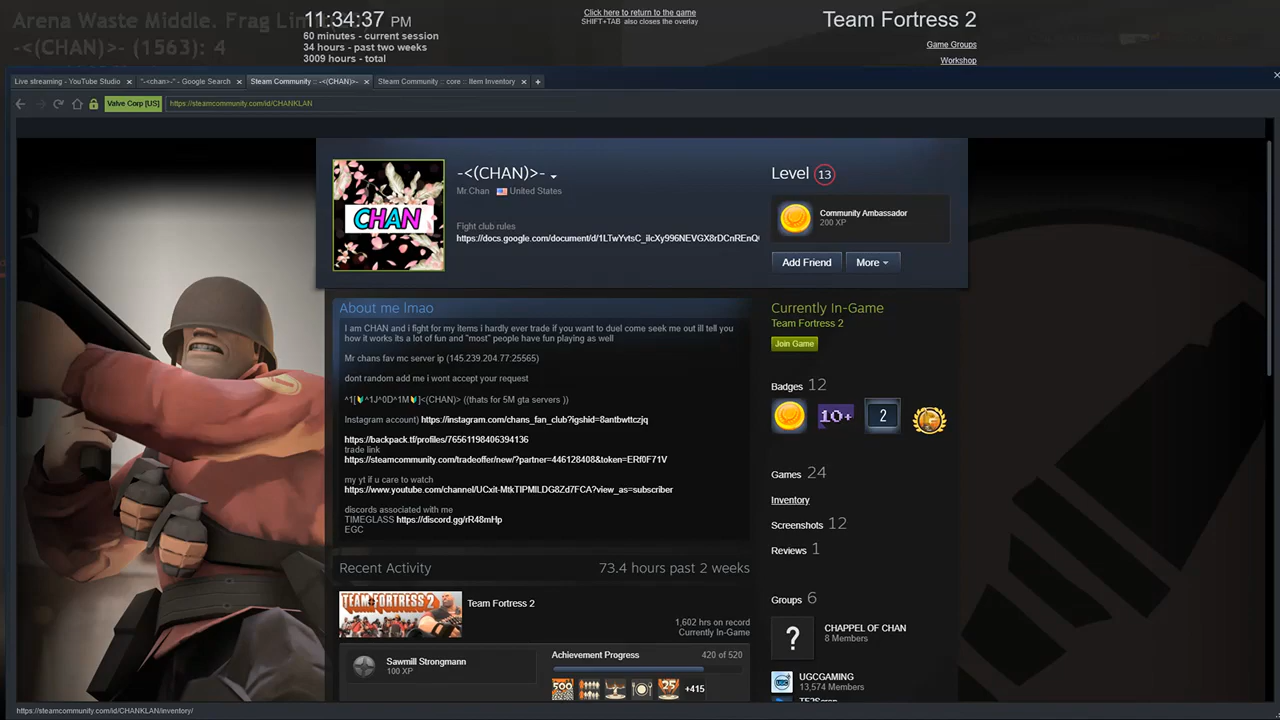 Arena Waste Middle. Frag Lim
-<(CHAN)>- (1563): 4
11:34:37 PM
60 minutes - current session
34 hours - past two weeks
3009 hours - total
Click here to return to the game
SHIFT+TAB also closes the overlay
Team Fortress 2
Game Groups
Workshop
Live streaming - YouTube Studio
"-<chan>-" - Google Search
Steam Community :: -<(CHAN)>-
Steam Community :: core :: Item Inventory
Valve Corp [US]
https://steamcommunity.com/id/CHANKLAN
CHAN
-<(CHAN)>-
Mr.Chan United States
Fight club rules
https://docs.google.com/document/d/1LTwYvtsC_ilcXy996NEVGX8rDCnREnQ
Level 13
Community Ambassador
200 XP
Add Friend
More
About me lmao
I am CHAN and i fight for my items i hardly ever trade if you want to duel come seek me out ill tell you
how it works its a lot of fun and "most" people have fun playing as well
Mr chans fav mc server ip (145.239.204.77:25565)
dont random add me i wont accept your request
^1[🔰^1J^0D^1M🔰]<(CHAN)> ((thats for 5M gta servers ))
Instagram account) https://instagram.com/chans_fan_club?igshid=8antbwttczjq
https://backpack.tf/profiles/76561198406394136
trade link
https://steamcommunity.com/tradeoffer/new/?partner=446128408&token=ERf0F71V
my yt if u care to watch
https://www.youtube.com/channel/UCxit-MtkTIPMILDG8Zd7FCA?view_as=subscriber
discords associated with me
TIMEGLASS https://discord.gg/rR48mHp
EGC
Currently In-Game
Team Fortress 2
Join Game
Badges 12
10+
2
Games 24
Inventory
Screenshots 12
Reviews 1
Groups 6
?
CHAPPEL OF CHAN
8 Members
UGC
UGCGAMING
13,574 Members
TF2Scrap
Recent Activity
73.4 hours past 2 weeks
TEAM FORTRESS 2
Team Fortress 2
1,602 hrs on record
Currently In-Game
Sawmill Strongmann
100 XP
Achievement Progress
420 of 520
500
25
+415
https://steamcommunity.com/id/CHANKLAN/inventory/